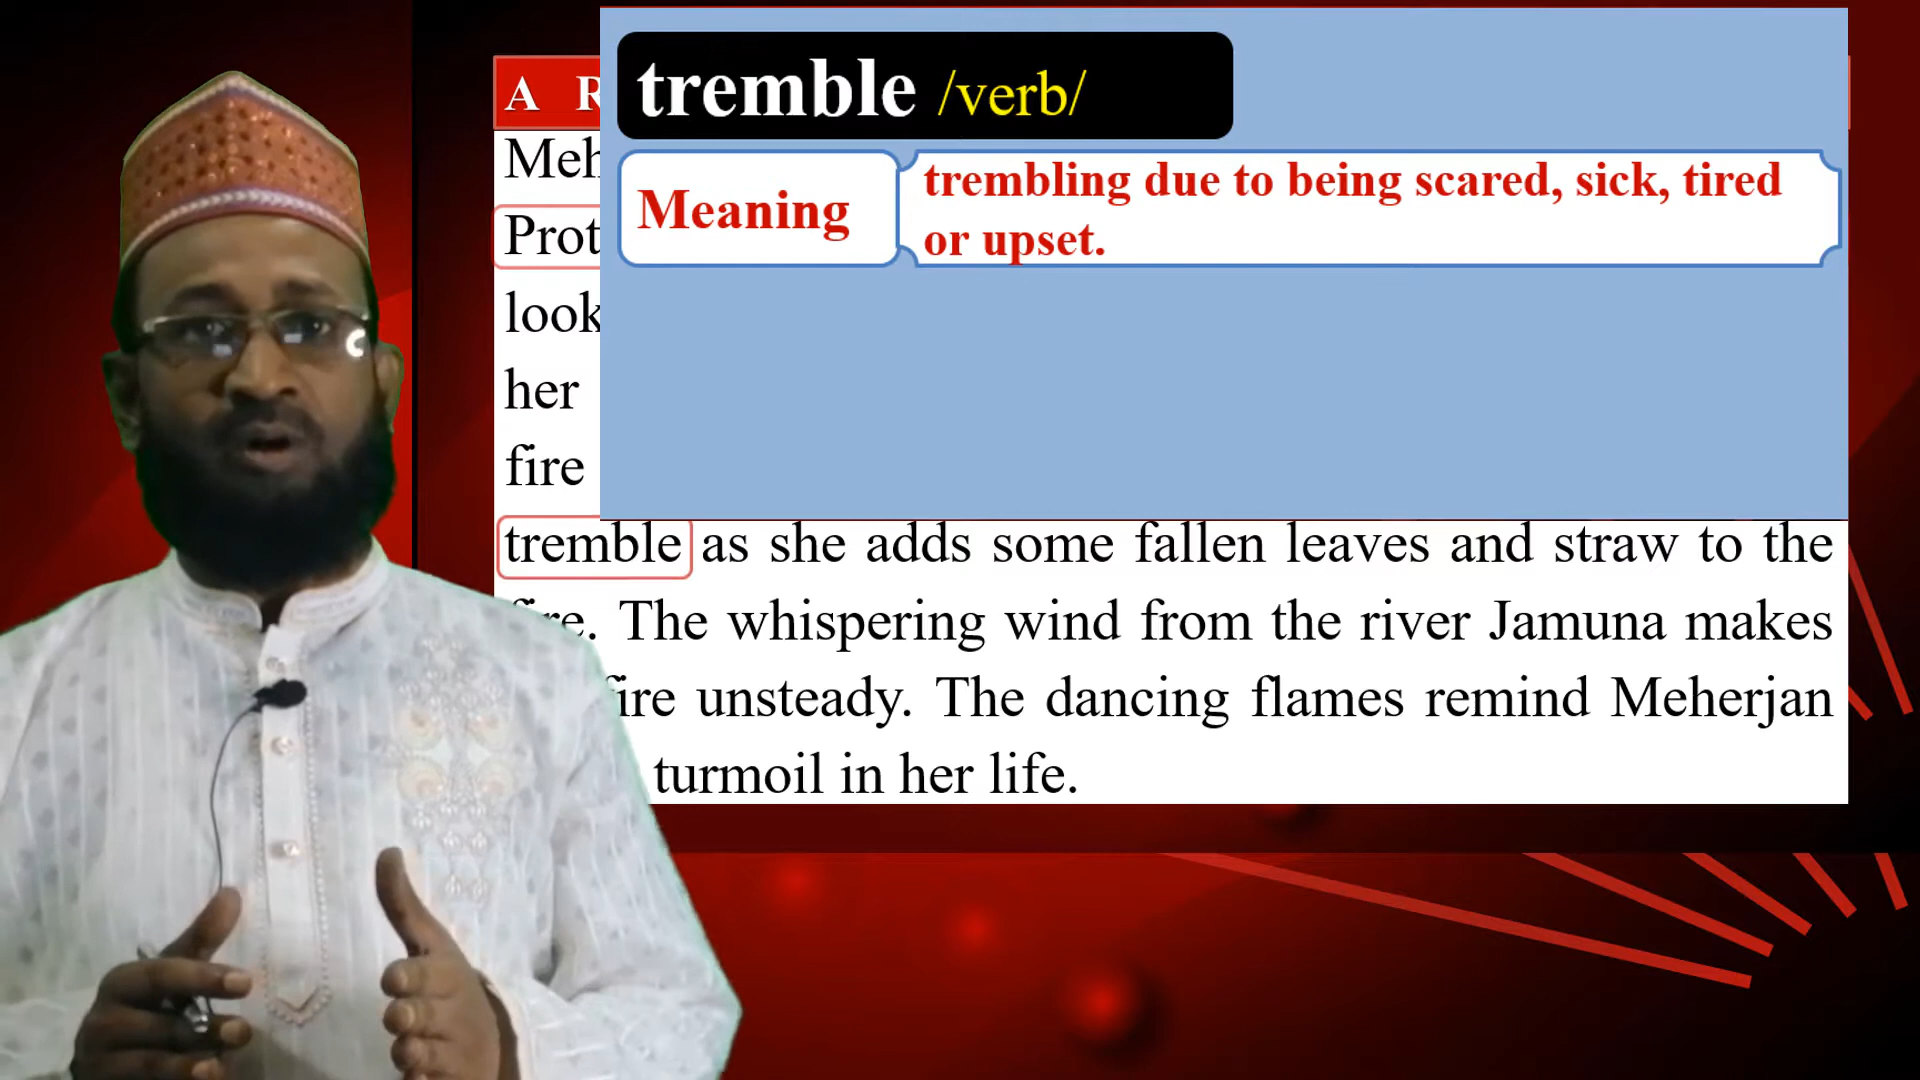 tremble /verb/
Meaning
trembling due to being scared, sick, tired
or upset.
A R
Meh
Prot
look
her
fire
tremble as she adds some fallen leaves and straw to the
fire. The whispering wind from the river Jamuna makes
fire unsteady. The dancing flames remind Meherjan
turmoil in her life.